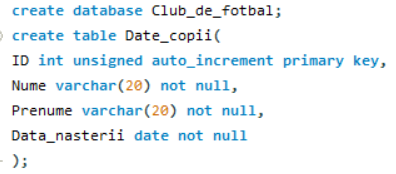 create database Club_de_fotbal;
create table Date_copii(
ID int unsigned auto_increment primary key,
Nume varchar(20) not null,
Prenume varchar(20) not null,
Data_nasterii date not null
);